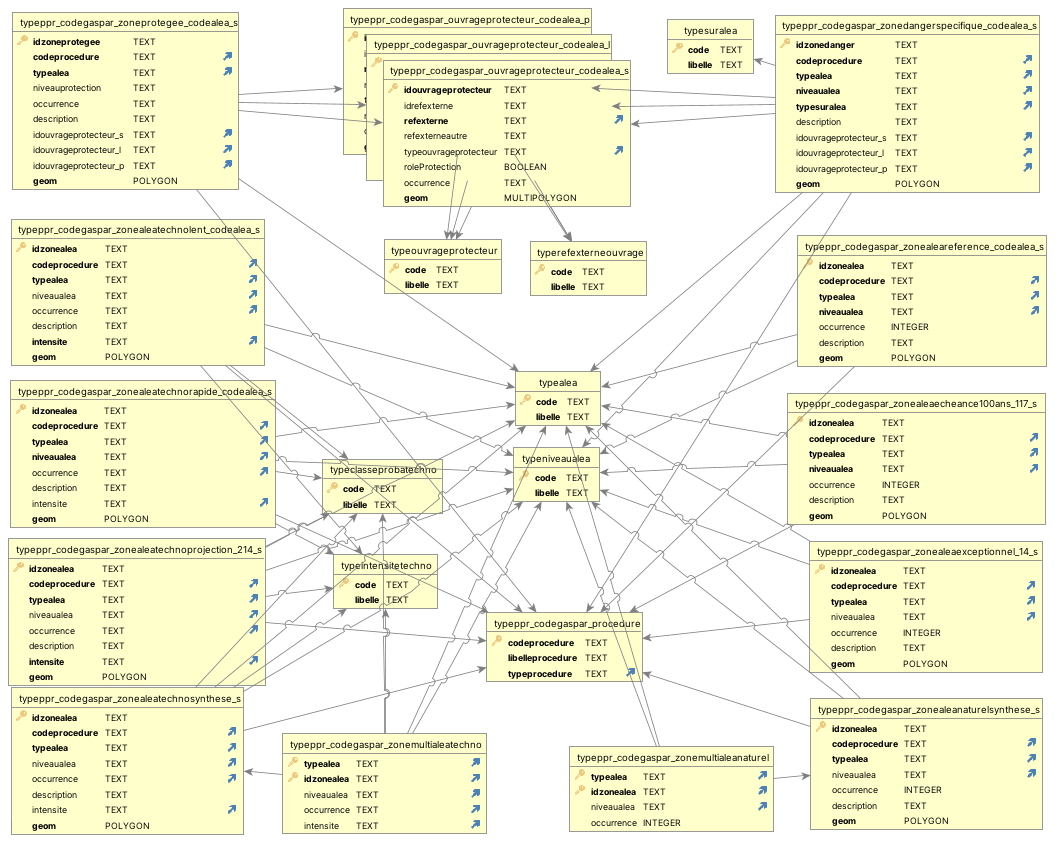 typeppr_codegaspar_zoneprotegee_codealea_s
idzoneprotegee TEXT
codeprocedure TEXT
typealea TEXT
niveauprotection TEXT
occurrence TEXT
description TEXT
idouvrageprotecteur_s TEXT
idouvrageprotecteur_l TEXT
idouvrageprotecteur_p TEXT
geom POLYGON
typeppr_codegaspar_ouvrageprotecteur_codealea_p
typeppr_codegaspar_ouvrageprotecteur_codealea_l
typeppr_codegaspar_ouvrageprotecteur_codealea_s
idouvrageprotecteur TEXT
idrefexterne TEXT
refexterne TEXT
refexterneautre TEXT
typeouvrageprotecteur TEXT
roleProtection BOOLEAN
occurrence TEXT
geom MULTIPOLYGON
typesuralea
code TEXT
libelle TEXT
typeppr_codegaspar_zonedangerspecifique_codealea_s
idzonedanger TEXT
codeprocedure TEXT
typealea TEXT
niveaualea TEXT
typesuralea TEXT
description TEXT
idouvrageprotecteur_s TEXT
idouvrageprotecteur_l TEXT
idouvrageprotecteur_p TEXT
geom POLYGON
typeppr_codegaspar_zonealeatechnolent_codealea_s
idzonealea TEXT
codeprocedure TEXT
typealea TEXT
niveaualea TEXT
occurrence TEXT
description TEXT
intensite TEXT
geom POLYGON
typeouvrageprotecteur
code TEXT
libelle TEXT
typerefexterneouvrage
code TEXT
libelle TEXT
typeppr_codegaspar_zonealeareference_codealea_s
idzonealea TEXT
codeprocedure TEXT
typealea TEXT
niveaualea TEXT
occurrence INTEGER
description TEXT
geom POLYGON
typeppr_codegaspar_zonealeatechnorapide_codealea_s
idzonealea TEXT
codeprocedure TEXT
typealea TEXT
niveaualea TEXT
occurrence TEXT
description TEXT
intensite TEXT
geom POLYGON
typealea
code TEXT
libelle TEXT
typeppr_codegaspar_zonealeaecheance100ans_117_s
idzonealea TEXT
codeprocedure TEXT
typealea TEXT
niveaualea TEXT
occurrence INTEGER
description TEXT
geom POLYGON
typeclasseprobatechno
code TEXT
libelle TEXT
typeniveaualea
code TEXT
libelle TEXT
typeppr_codegaspar_zonealeatechnoprojection_214_s
idzonealea TEXT
codeprocedure TEXT
typealea TEXT
niveaualea TEXT
occurrence TEXT
description TEXT
intensite TEXT
geom POLYGON
typeintensitetechno
code TEXT
libelle TEXT
typeppr_codegaspar_zonealeaexceptionnel_14_s
idzonealea TEXT
codeprocedure TEXT
typealea TEXT
niveaualea TEXT
occurrence INTEGER
description TEXT
geom POLYGON
typeppr_codegaspar_procedure
codeprocedure TEXT
libelleprocedure TEXT
typeprocedure TEXT
typeppr_codegaspar_zonealeatechnosynthese_s
idzonealea TEXT
codeprocedure TEXT
typealea TEXT
niveaualea TEXT
occurrence TEXT
description TEXT
intensite TEXT
geom POLYGON
typeppr_codegaspar_zonemultialeatechno
typealea TEXT
idzonealea TEXT
niveaualea TEXT
occurrence TEXT
intensite TEXT
typeppr_codegaspar_zonemultialeanaturel
typealea TEXT
idzonealea TEXT
niveaualea TEXT
occurrence INTEGER
typeppr_codegaspar_zonealeanaturelsynthese_s
idzonealea TEXT
codeprocedure TEXT
typealea TEXT
niveaualea TEXT
occurrence INTEGER
description TEXT
geom POLYGON